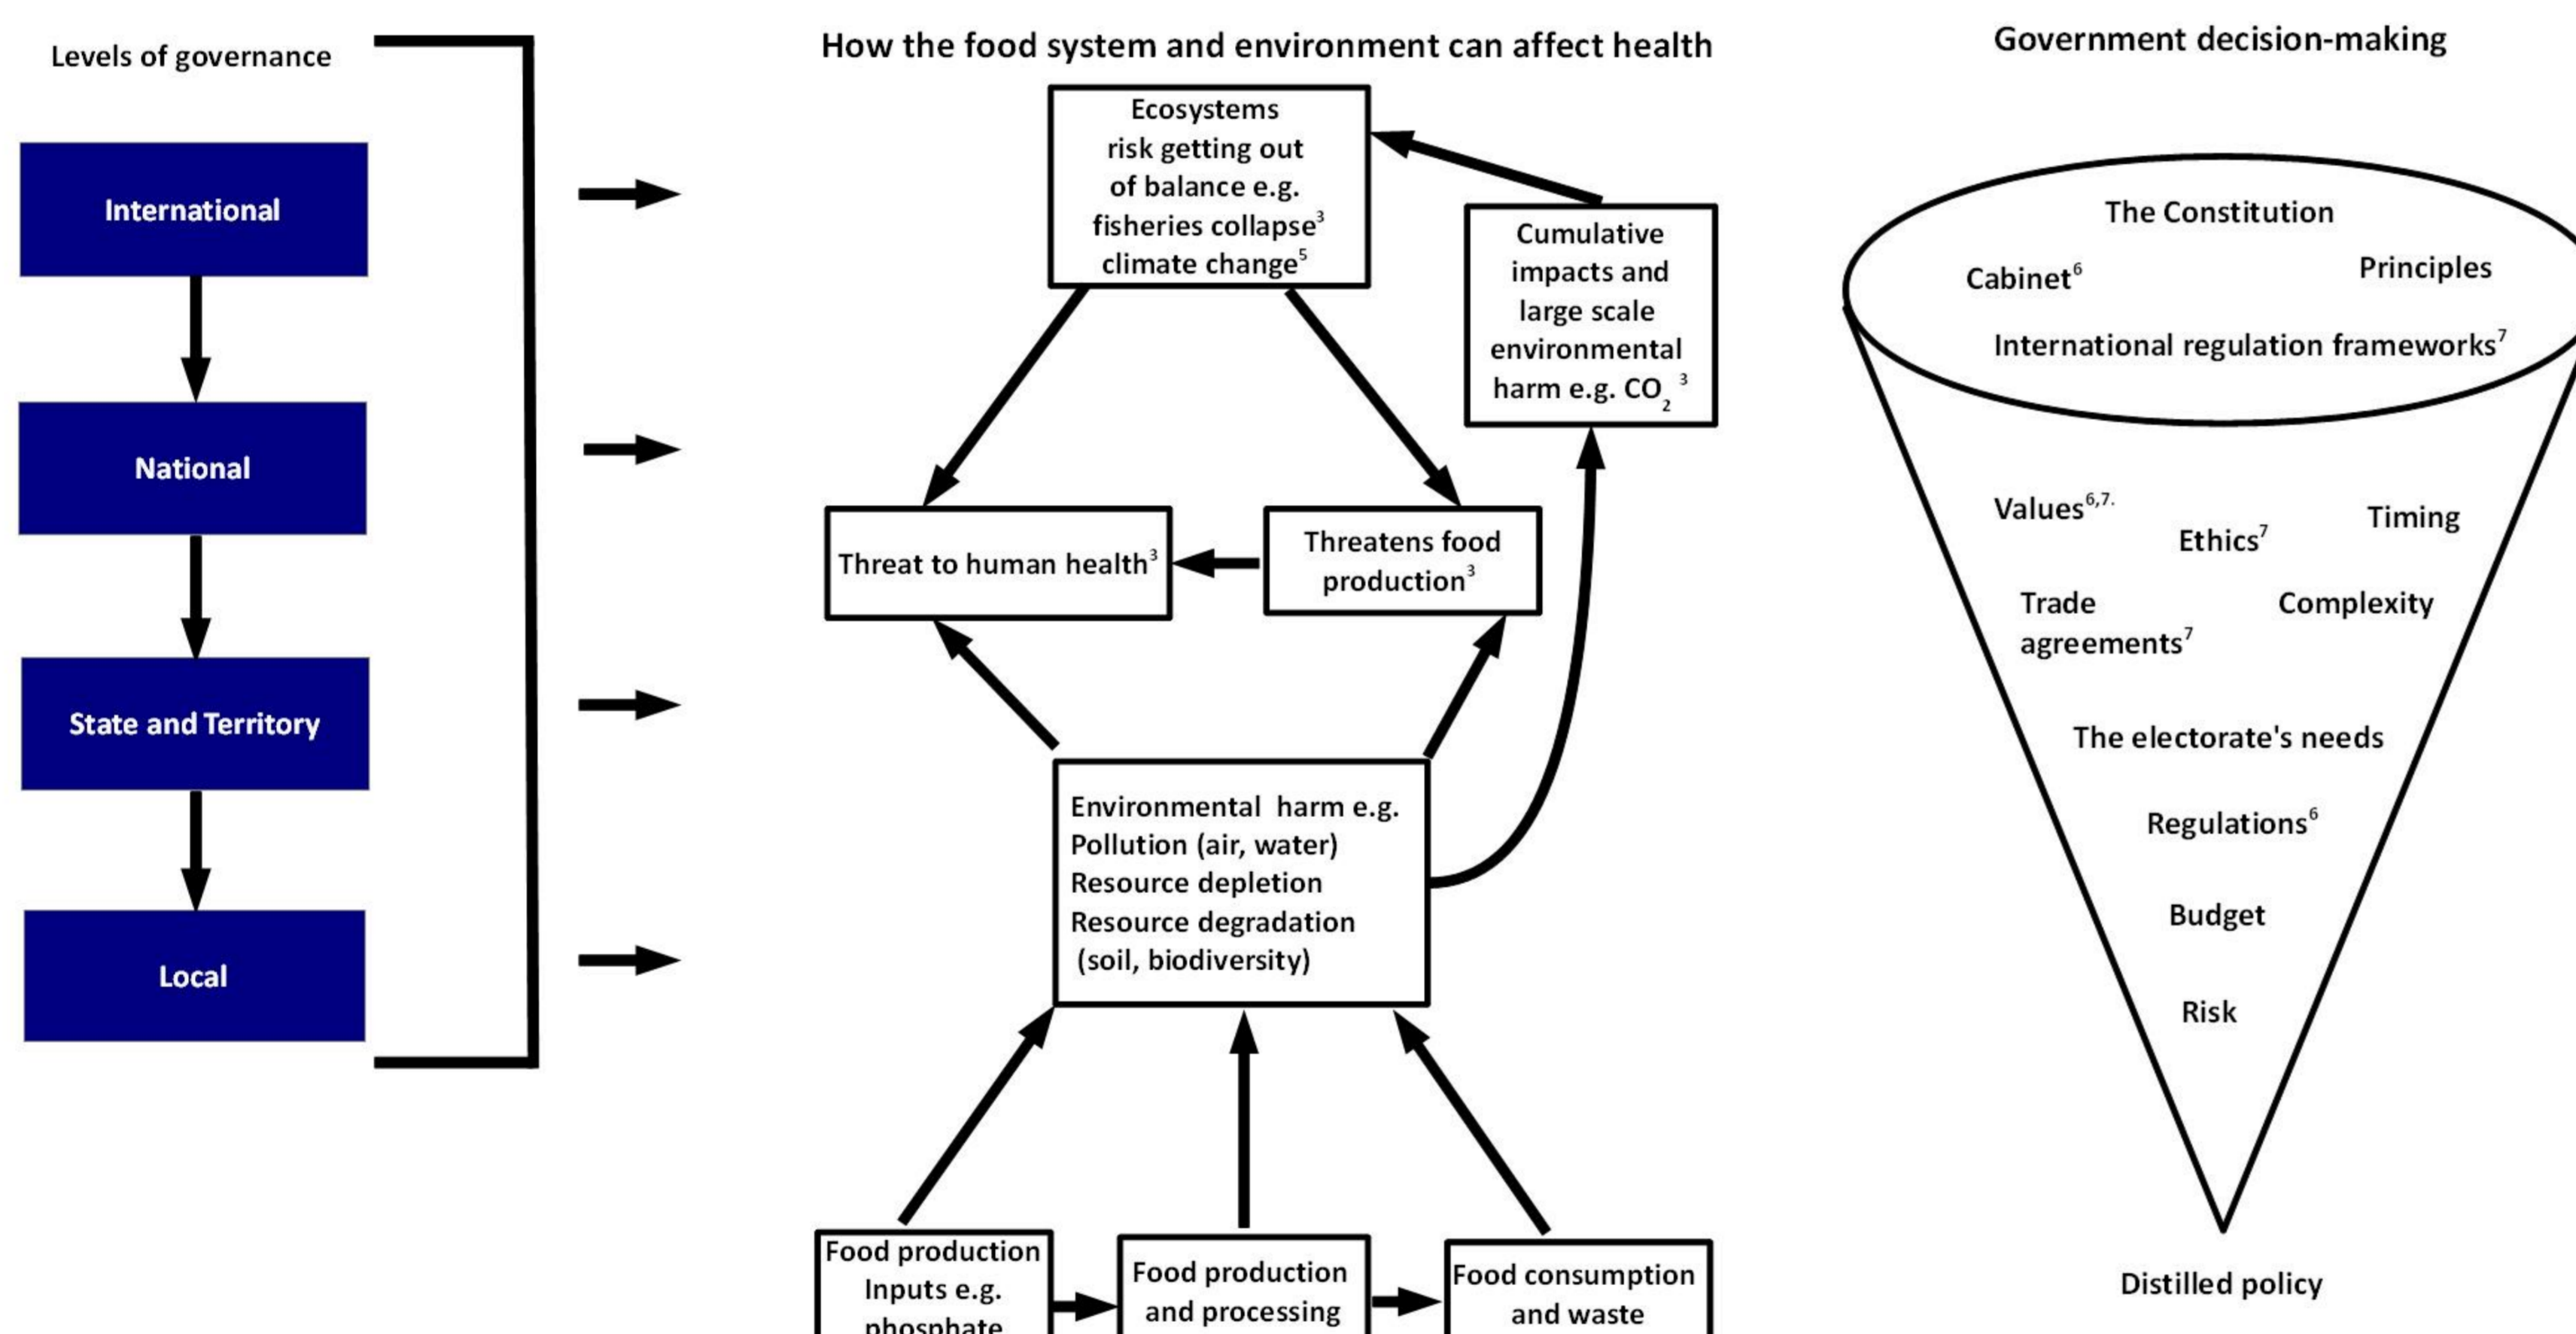 Levels of governance
International
National
State and Territory
Local
How the food system and environment can affect health
Ecosystems
risk getting out
of balance e.g.
fisheries collapse³
climate change⁵
Cumulative
impacts and
large scale
environmental
harm e.g. CO₂ ³
Threat to human health³
Threatens food
production³
Environmental harm e.g.
Pollution (air, water)
Resource depletion
Resource degradation
(soil, biodiversity)
Food production
Inputs e.g.
phosphate
Food production
and processing
Food consumption
and waste
Government decision-making
The Constitution
Cabinet⁶
Principles
International regulation frameworks⁷
Values⁶,⁷.
Ethics⁷
Timing
Trade
agreements⁷
Complexity
The electorate's needs
Regulations⁶
Budget
Risk
Distilled policy